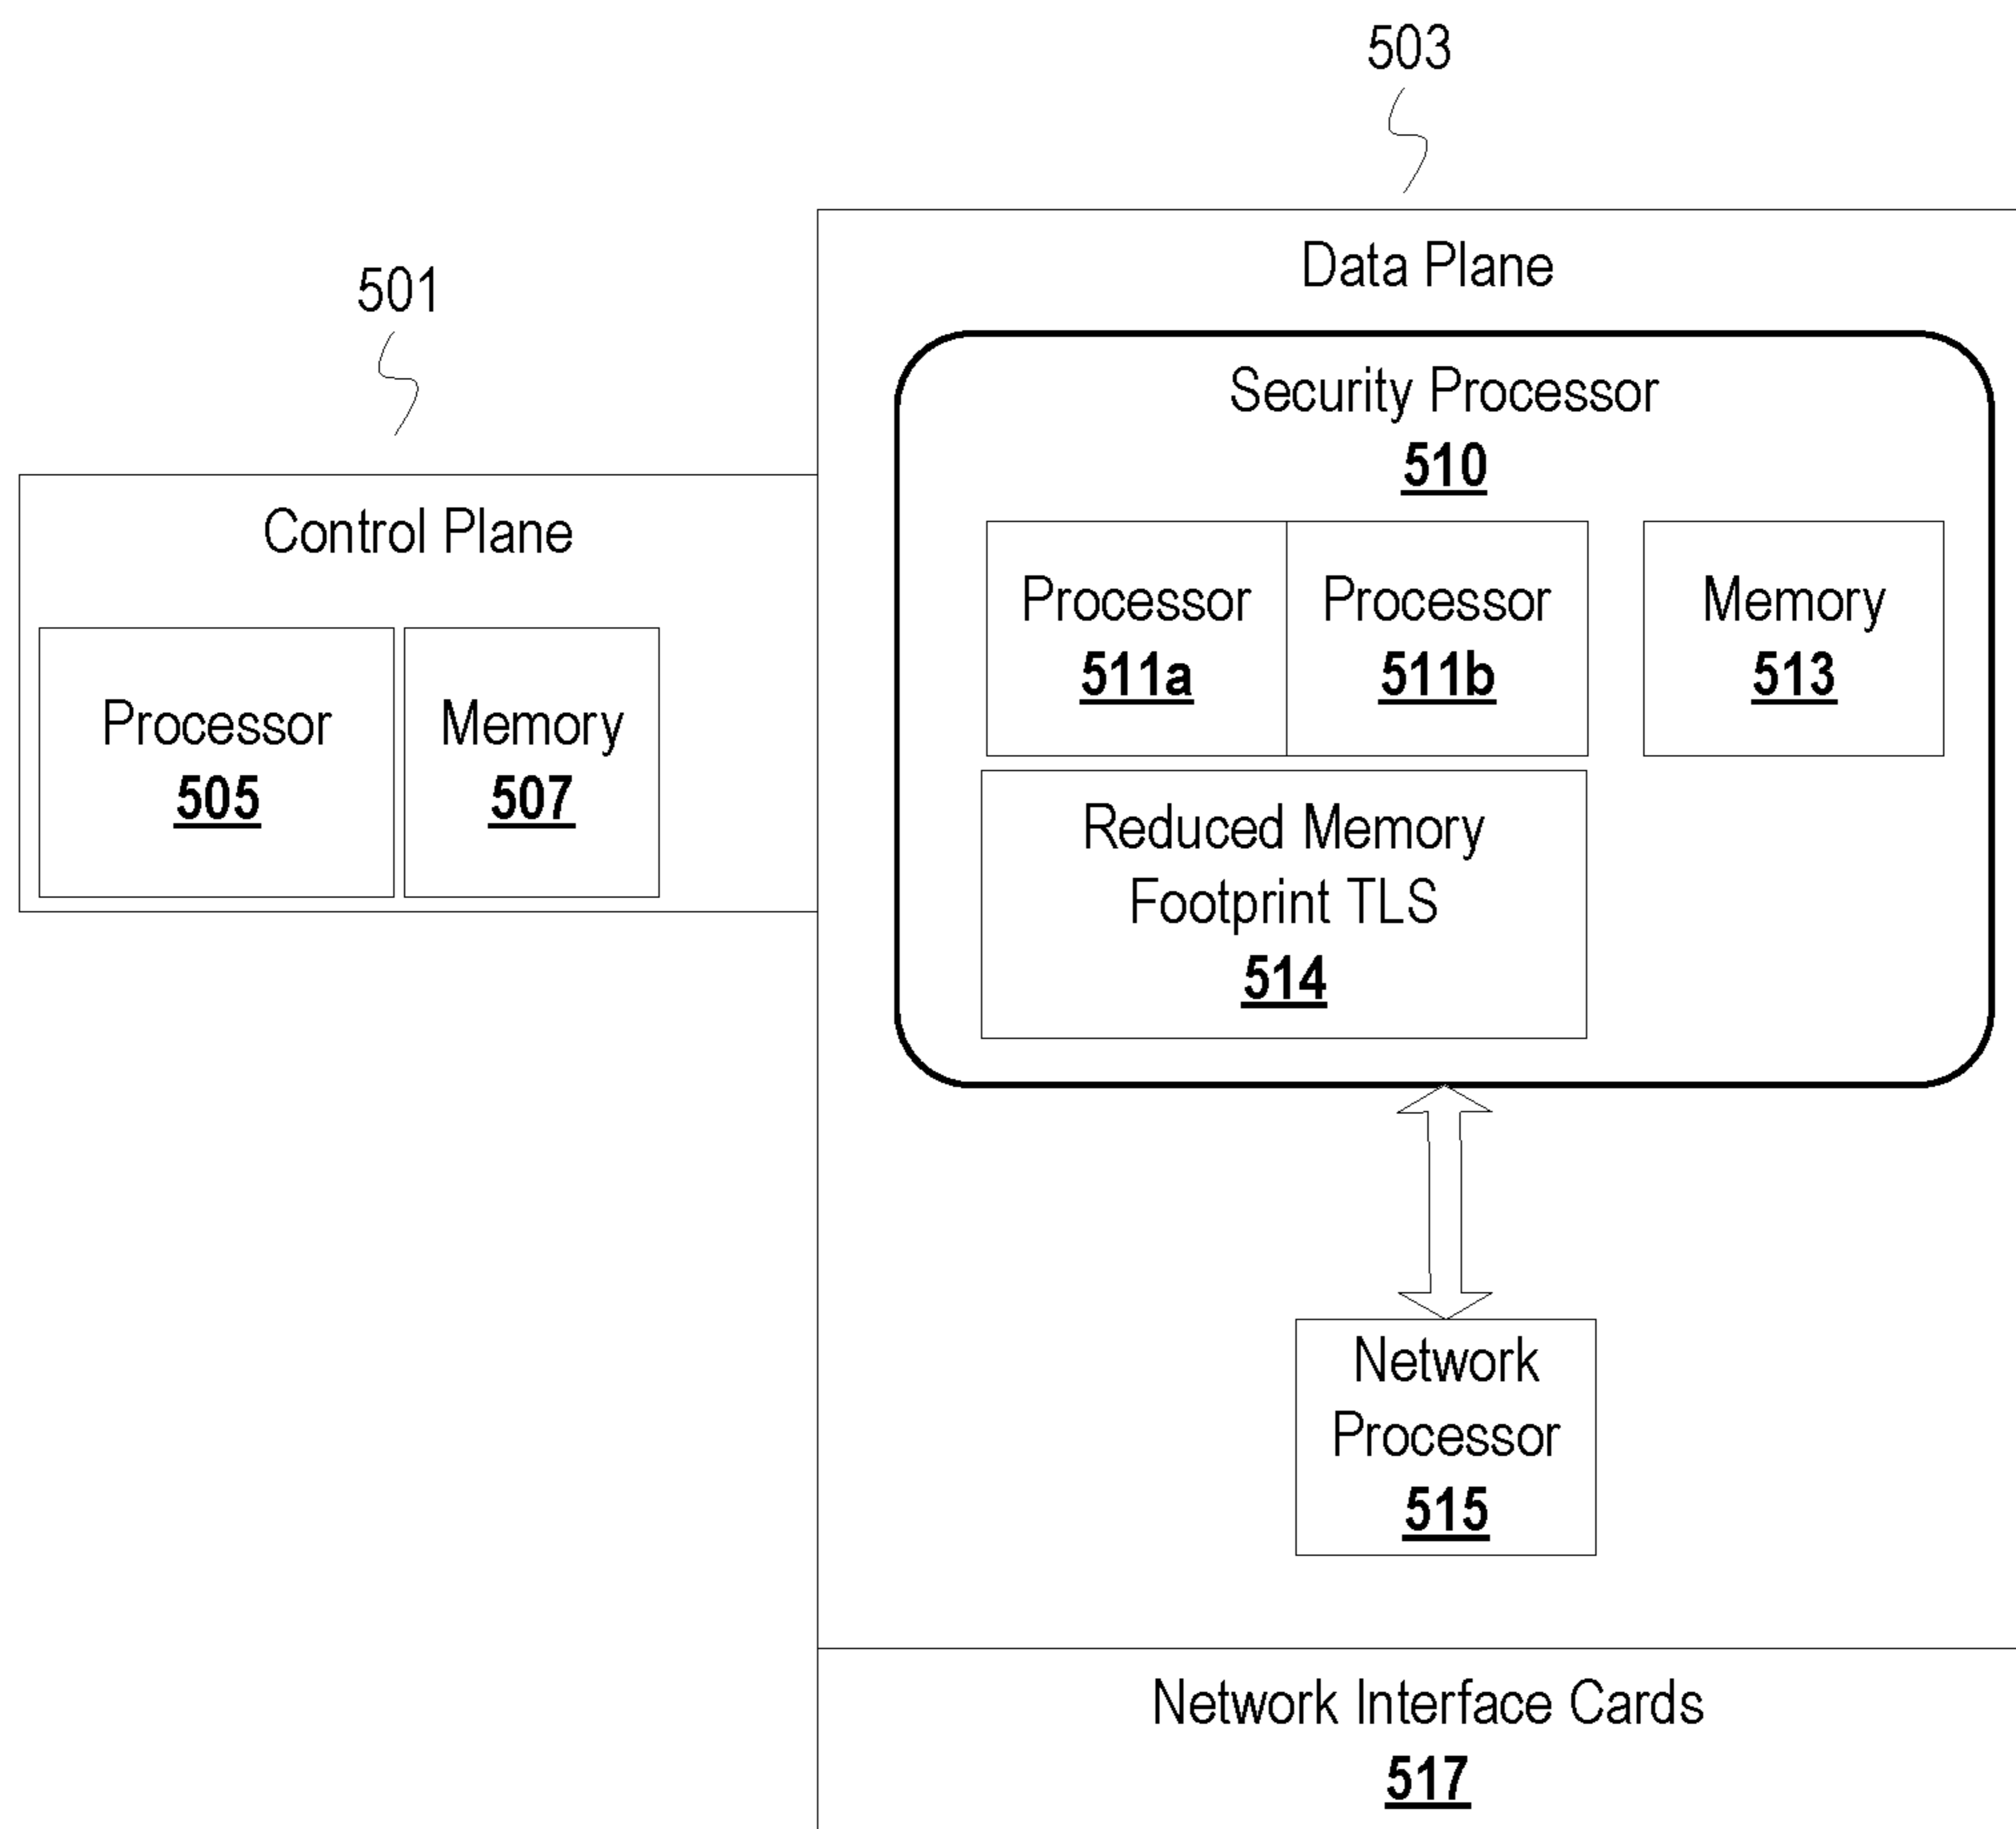 503
Data Plane
501
Security Processor
510
Control Plane
Processor
511a
Processor
511b
Memory
513
Processor
505
Memory
507
Reduced Memory
Footprint TLS
514
Network
Processor
515
Network Interface Cards
517